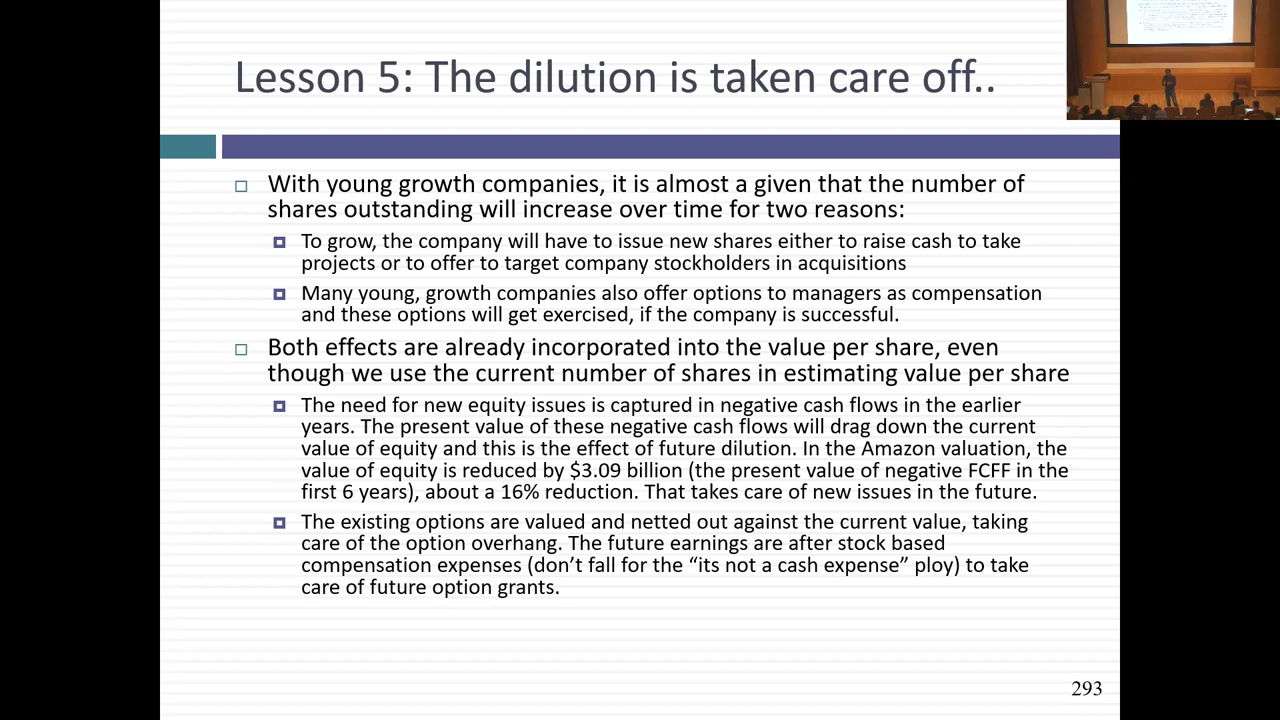 Lesson 5: The dilution is taken care off..
With young growth companies, it is almost a given that the number of
shares outstanding will increase over time for two reasons:
To grow, the company will have to issue new shares either to raise cash to take
projects or to offer to target company stockholders in acquisitions
Many young, growth companies also offer options to managers as compensation
and these options will get exercised, if the company is successful.
Both effects are already incorporated into the value per share, even
though we use the current number of shares in estimating value per share
The need for new equity issues is captured in negative cash flows in the earlier
years. The present value of these negative cash flows will drag down the current
value of equity and this is the effect of future dilution. In the Amazon valuation, the
value of equity is reduced by $3.09 billion (the present value of negative FCFF in the
first 6 years), about a 16% reduction. That takes care of new issues in the future.
The existing options are valued and netted out against the current value, taking
care of the option overhang. The future earnings are after stock based
compensation expenses (don’t fall for the “its not a cash expense” ploy) to take
care of future option grants.
293